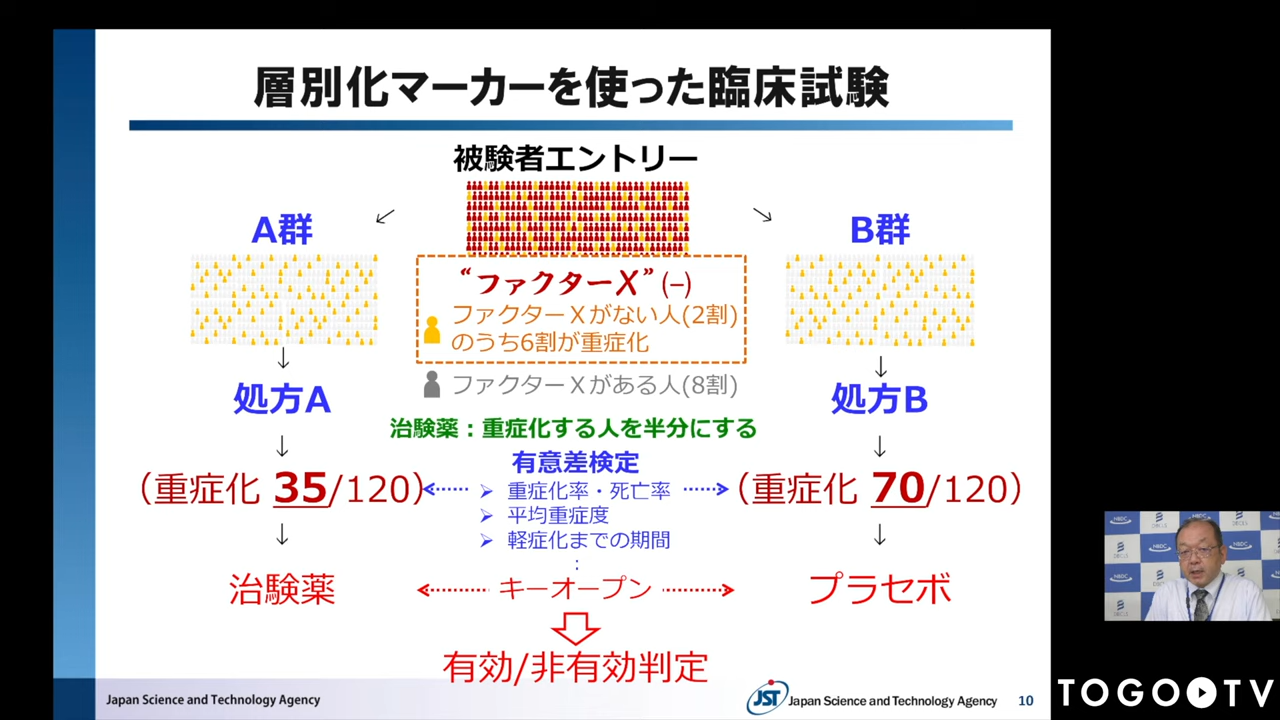 層別化マーカーを使った臨床試験
被験者エントリー
A群
B群
“ファクターX” (−)
ファクターXがない人(2割)
のうち6割が重症化
ファクターXがある人(8割)
処方A
処方B
治験薬：重症化する人を半分にする
有意差検定
(重症化 35/120)
➢ 重症化率・死亡率
➢ 平均重症度
➢ 軽症化までの期間
:
(重症化 70/120)
治験薬
キーオープン
プラセボ
有効/非有効判定
Japan Science and Technology Agency
JST Japan Science and Technology Agency
10
NBDC
DBCLS
TOGO TV